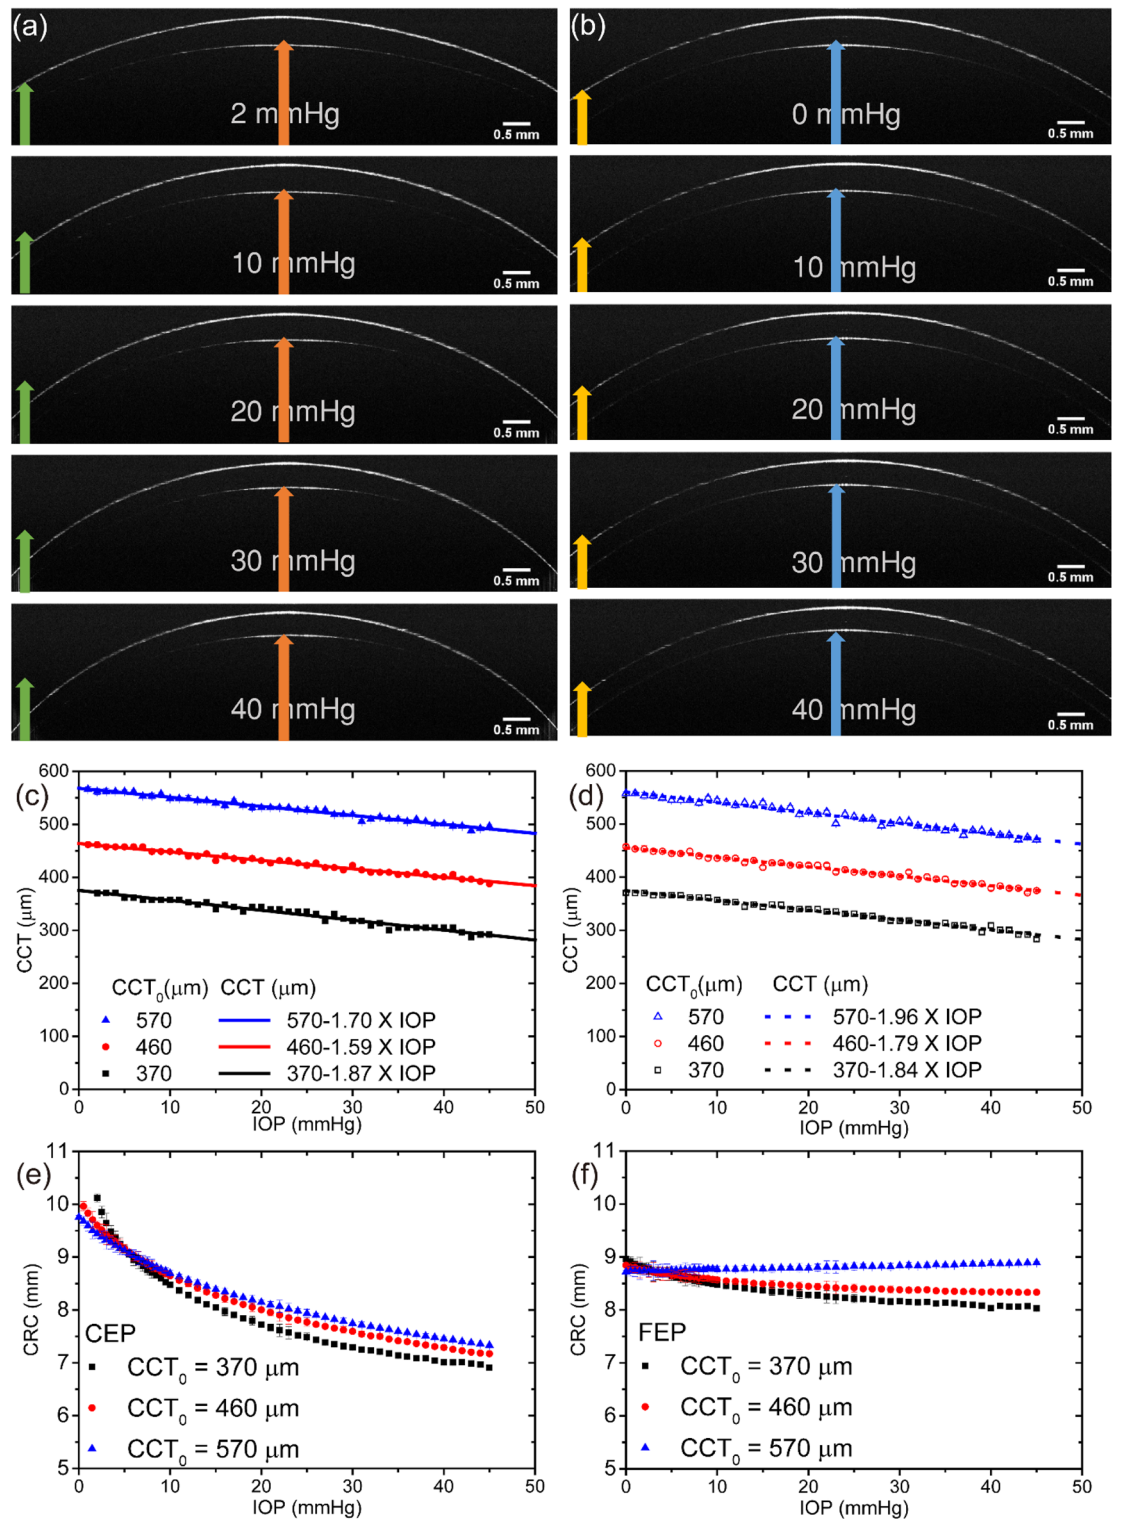 (a)
2 mmHg
0.5 mm
10 mmHg
0.5 mm
20 mmHg
0.5 mm
30 mmHg
0.5 mm
40 mmHg
0.5 mm
(b)
0 mmHg
0.5 mm
10 mmHg
0.5 mm
20 mmHg
0.5 mm
30 mmHg
0.5 mm
40 mmHg
0.5 mm
(c)
600
500
400
300
200
100
0
CCT (μm)
CCT₀(μm) CCT (μm)
570 570-1.70 X IOP
460 460-1.59 X IOP
370 370-1.87 X IOP
0 10 20 30 40 50
IOP (mmHg)
(d)
600
500
400
300
200
100
0
CCT (μm)
CCT₀(μm) CCT (μm)
570 570-1.96 X IOP
460 460-1.79 X IOP
370 370-1.84 X IOP
0 10 20 30 40 50
IOP (mmHg)
(e)
11
10
9
8
7
6
5
CRC (mm)
CEP
CCT₀ = 370 μm
CCT₀ = 460 μm
CCT₀ = 570 μm
0 10 20 30 40 50
IOP (mmHg)
(f)
11
10
9
8
7
6
5
CRC (mm)
FEP
CCT₀ = 370 μm
CCT₀ = 460 μm
CCT₀ = 570 μm
0 10 20 30 40 50
IOP (mmHg)